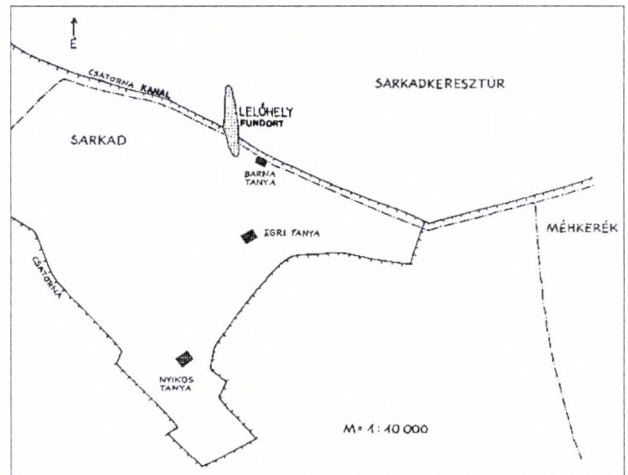 É
CSATORNA KANAL
SARKADKERESZTÚR
LELŐHELY
FUNDORT
SARKAD
BARNA
TANYA
EGRI TANYA
MÉHKERÉK
CSATORNA
NYIKOS
TANYA
M= 1:10 000